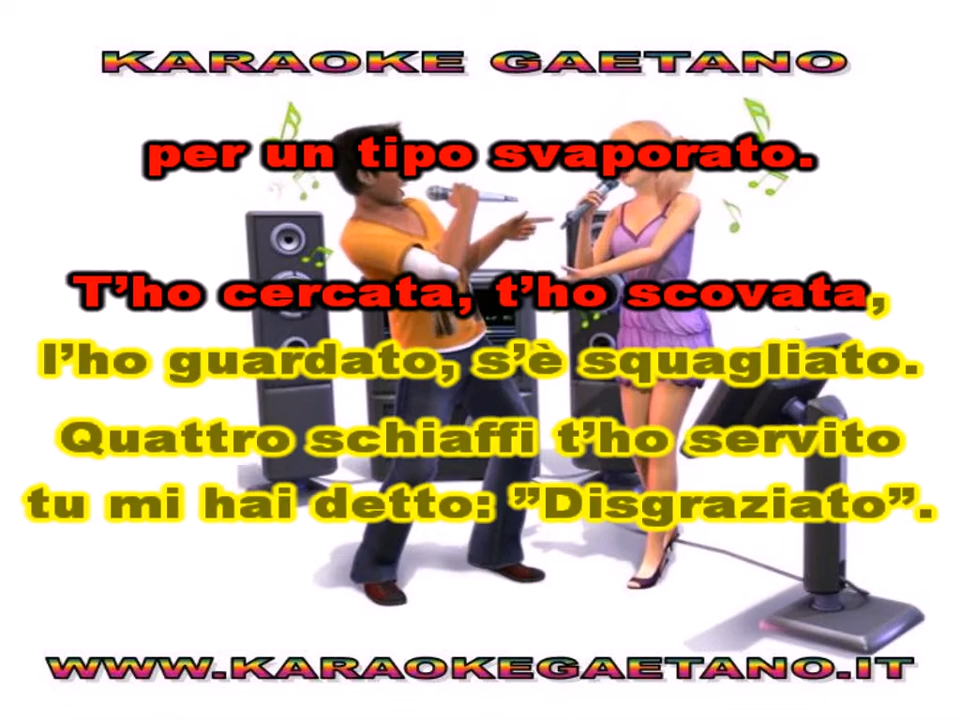 KARAOKE GAETANO
per un tipo svaporato.
T’ho cercata, t’ho scovata,
l’ho guardato, s’è squagliato.
Quattro schiaffi t’ho servito
tu mi hai detto: ”Disgraziato”.
WWW.KARAOKEGAETANO.IT